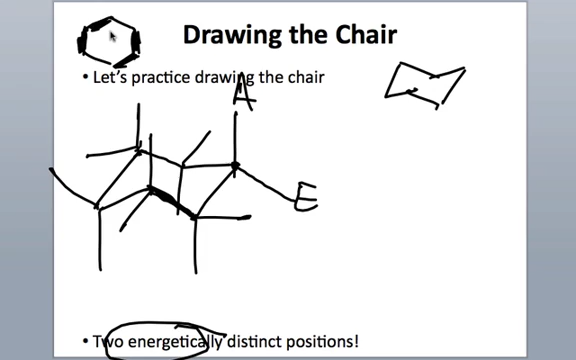 Drawing the Chair
• Let's practice drawing the chair
A
E
• Two energetically distinct positions!